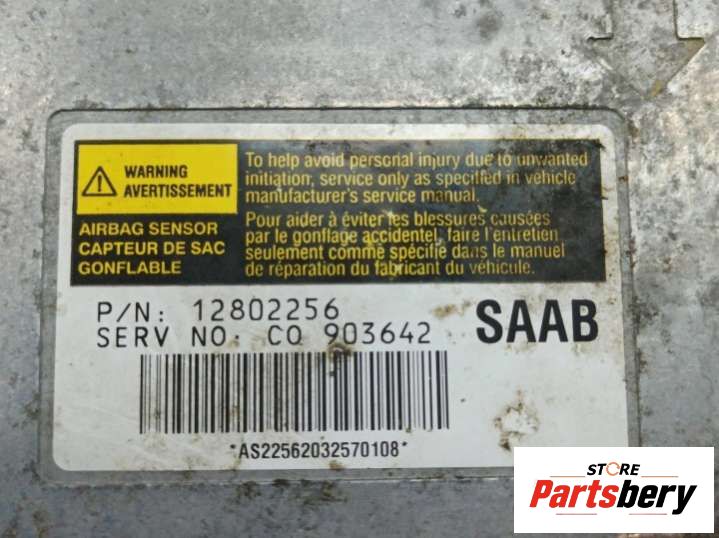 WARNING
AVERTISSEMENT
AIRBAG SENSOR
CAPTEUR DE SAC
GONFLABLE
To help avoid personal injury due to unwanted
initiation, service only as specified in vehicle
manufacturer's service manual.
Pour aider à éviter les blessures causées
par le gonflage accidentel, faire l'entretien
seulement comme spécifie dans le manuel
de réparation du fabricant du véhicule.
P/N: 12802256
SERV NO: CO 903642
SAAB
*AS22562032570108*
STORE
Partsbery